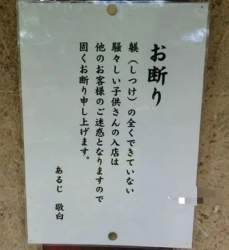 お断り
躾（しつけ）の全くできていない
騒々しい子供さんの入店は
他のお客様のご迷惑となりますので
固くお断り申し上げます。
あるじ 敬白